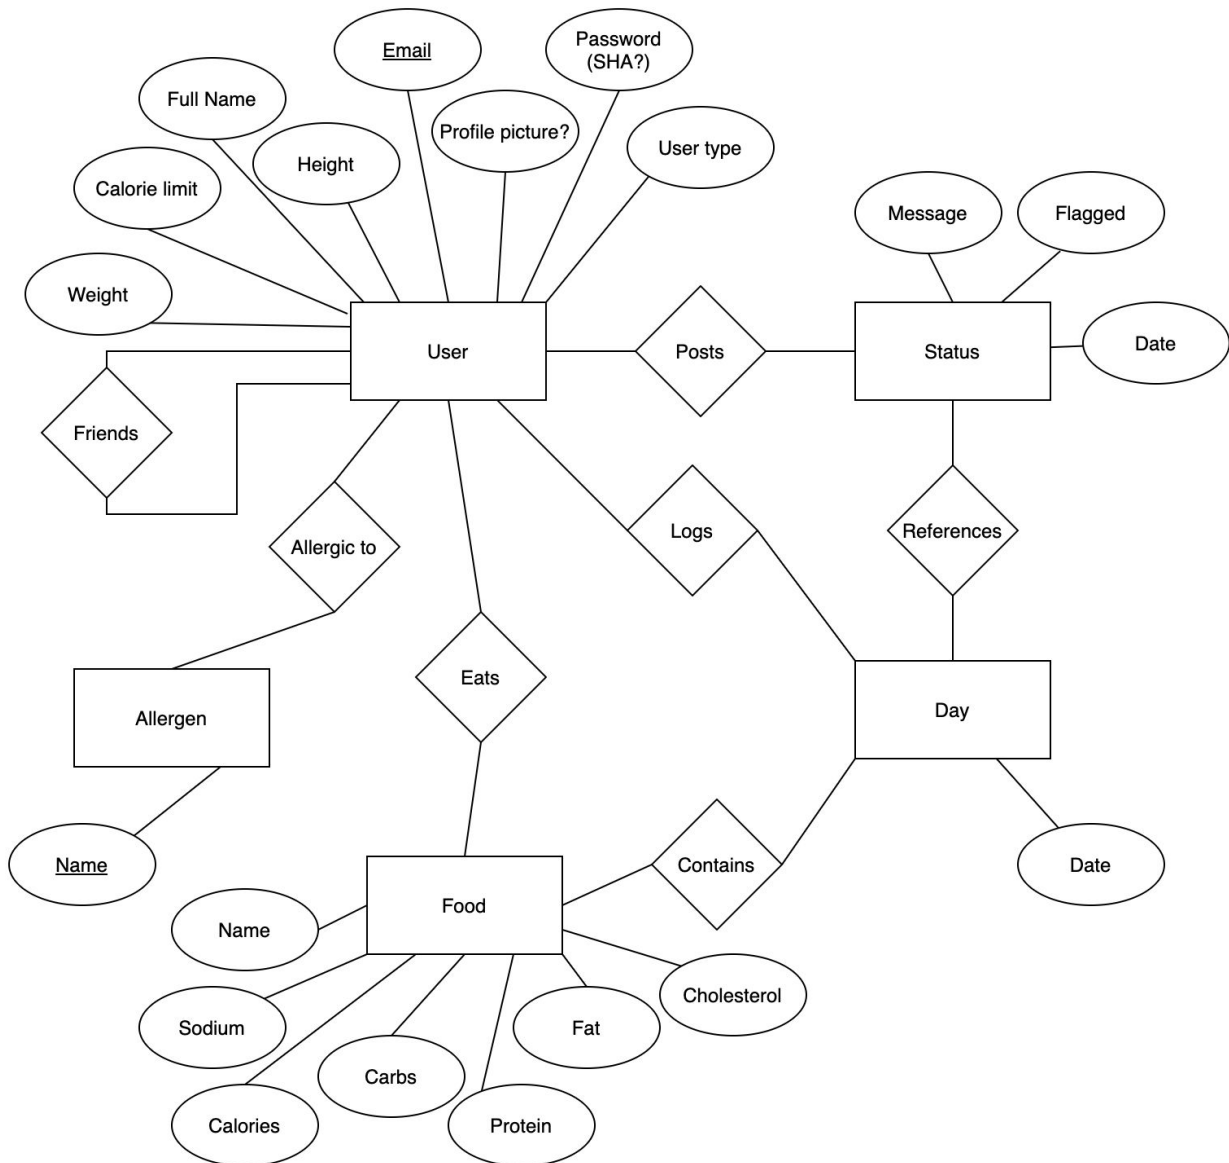 Email
Password
(SHA?)
Full Name
Profile picture?
User type
Height
Calorie limit
Message
Flagged
Weight
User
Posts
Status
Date
Friends
Logs
References
Allergic to
Eats
Allergen
Day
Name
Contains
Date
Food
Name
Cholesterol
Sodium
Fat
Carbs
Calories
Protein